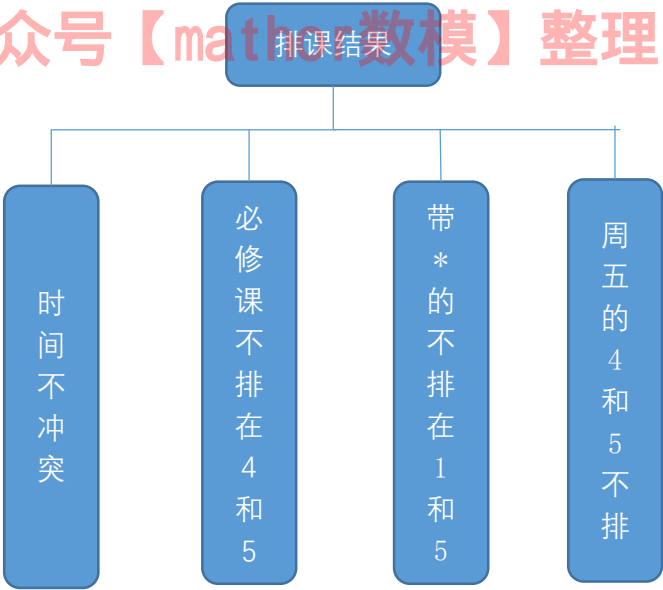 众号【mathor数模】整理
排课结果
时间不冲突
必修课不排在4和5
带*的不排在1和5
周五的4和5不排